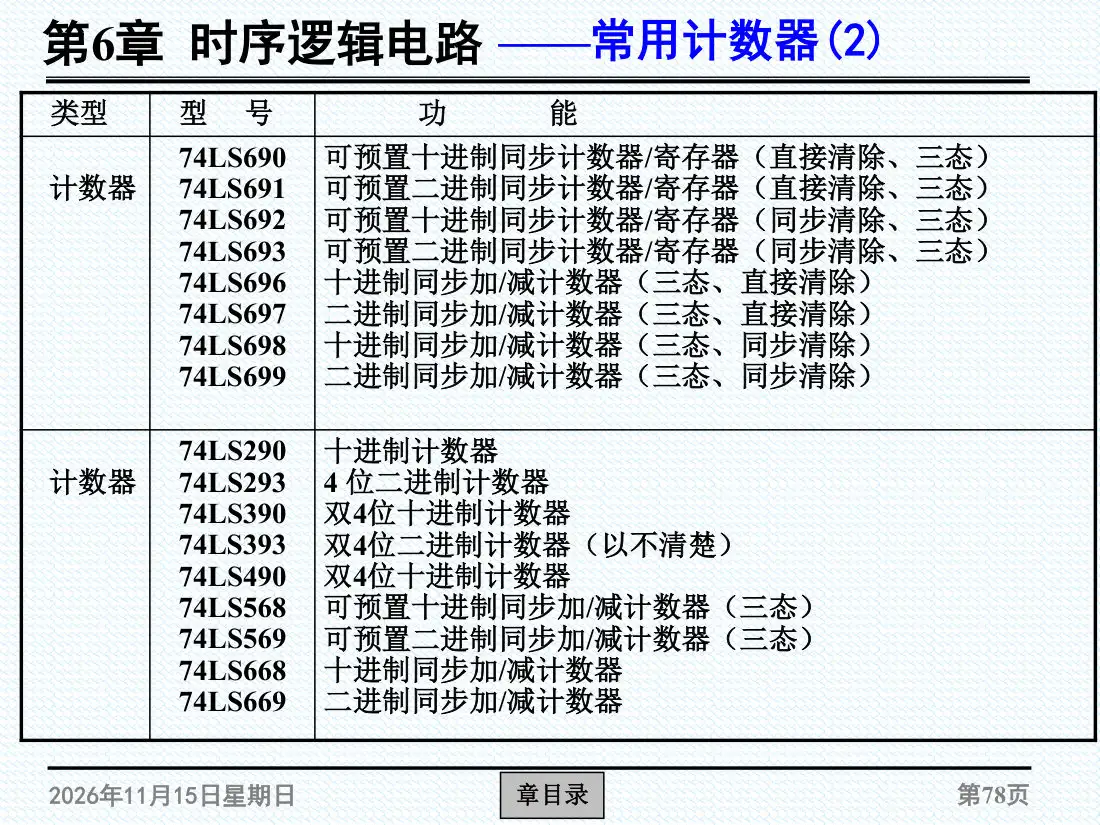 第6章 时序逻辑电路 ——常用计数器(2)
类型 型 号 功 能
计数器
74LS690 可预置十进制同步计数器/寄存器（直接清除、三态）
74LS691 可预置二进制同步计数器/寄存器（直接清除、三态）
74LS692 可预置十进制同步计数器/寄存器（同步清除、三态）
74LS693 可预置二进制同步计数器/寄存器（同步清除、三态）
74LS696 十进制同步加/减计数器（三态、直接清除）
74LS697 二进制同步加/减计数器（三态、直接清除）
74LS698 十进制同步加/减计数器（三态、同步清除）
74LS699 二进制同步加/减计数器（三态、同步清除）
计数器
74LS290 十进制计数器
74LS293 4 位二进制计数器
74LS390 双4位十进制计数器
74LS393 双4位二进制计数器（以不清楚）
74LS490 双4位十进制计数器
74LS568 可预置十进制同步加/减计数器（三态）
74LS569 可预置二进制同步加/减计数器（三态）
74LS668 十进制同步加/减计数器
74LS669 二进制同步加/减计数器
2026年11月15日星期日 章目录 第78页